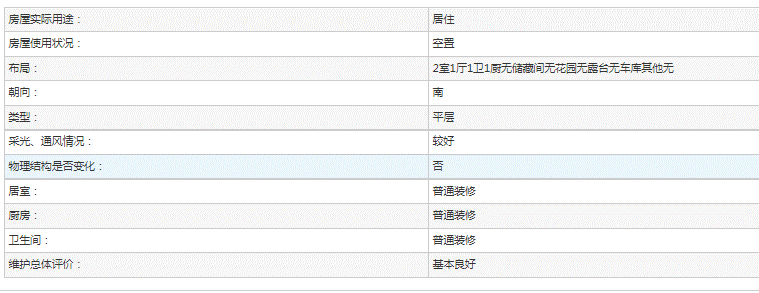 房屋实际用途： 居住
房屋使用状况： 空置
布局： 2室1厅1卫1厨无储藏间无花园无露台无车库其他无
朝向： 南
类型： 平层
采光、通风情况： 较好
物理结构是否变化： 否
居室： 普通装修
厨房： 普通装修
卫生间： 普通装修
维护总体评价： 基本良好